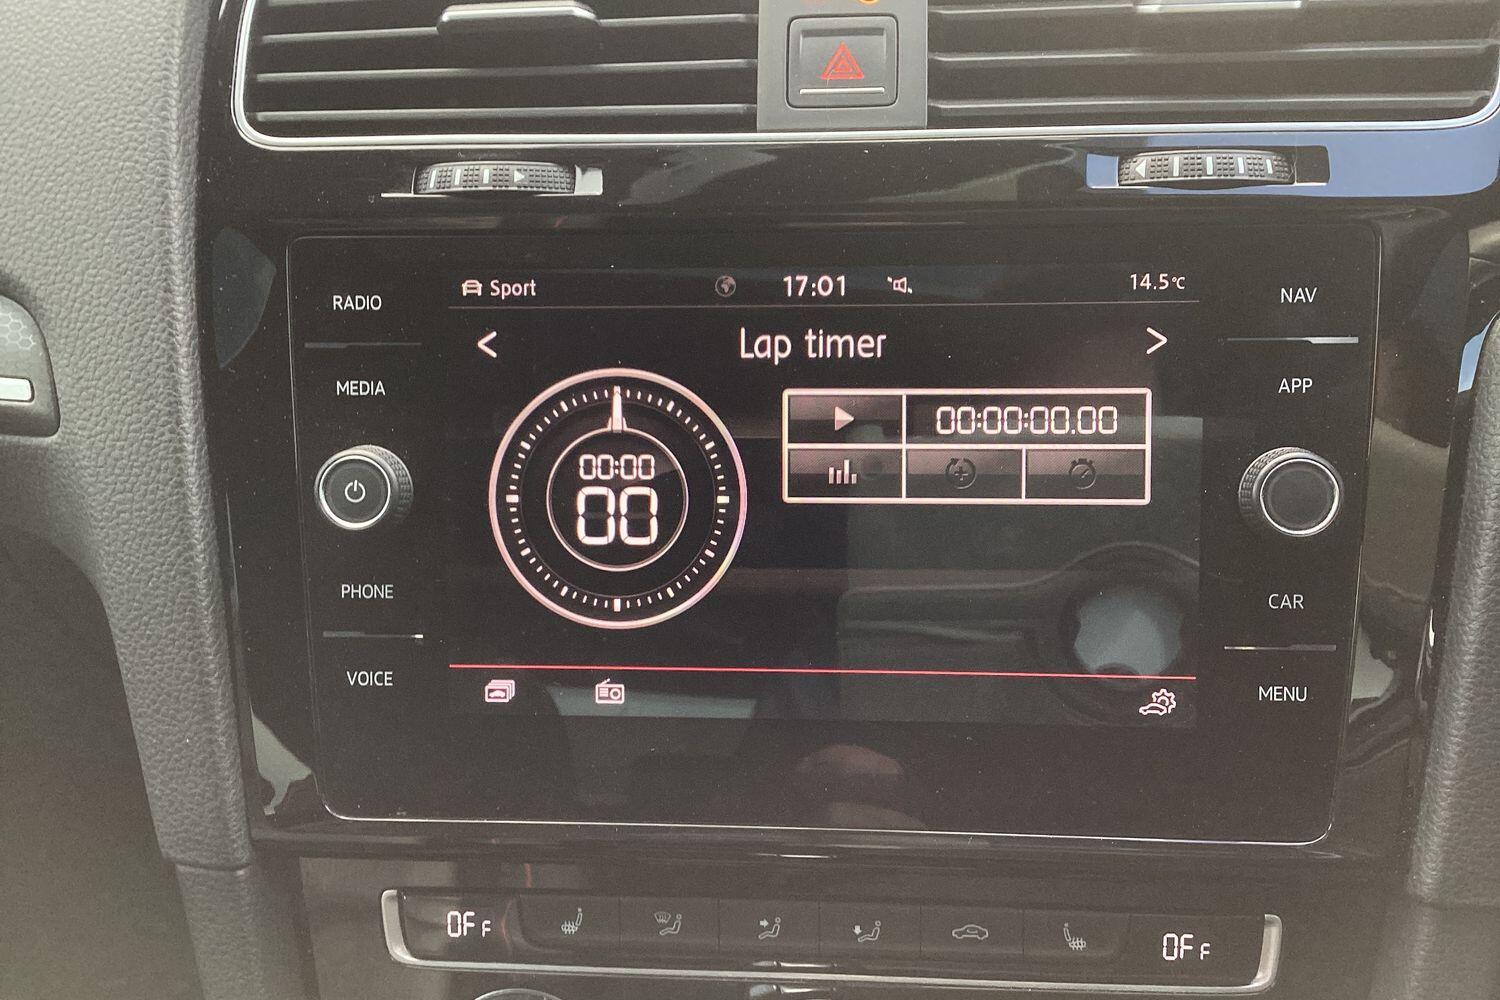 RADIO
MEDIA
PHONE
VOICE
Sport
17:01
14.5°C
<
Lap timer
>
00:00
00
00:00:00.00
NAV
APP
CAR
MENU
OFF
OFF